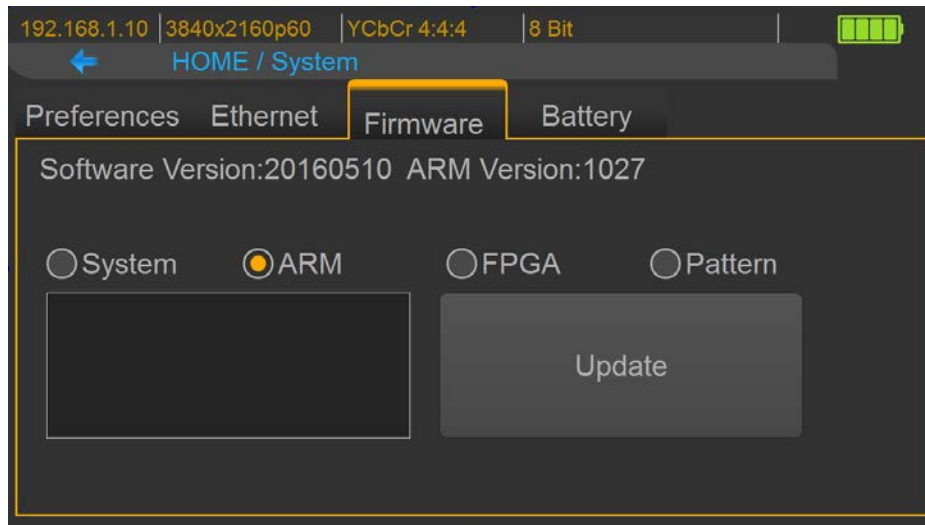 192.168.1.10 3840x2160p60 YCbCr 4:4:4 8 Bit
HOME / System
Preferences Ethernet Firmware Battery
Software Version:20160510 ARM Version:1027
System ARM FPGA Pattern
Update